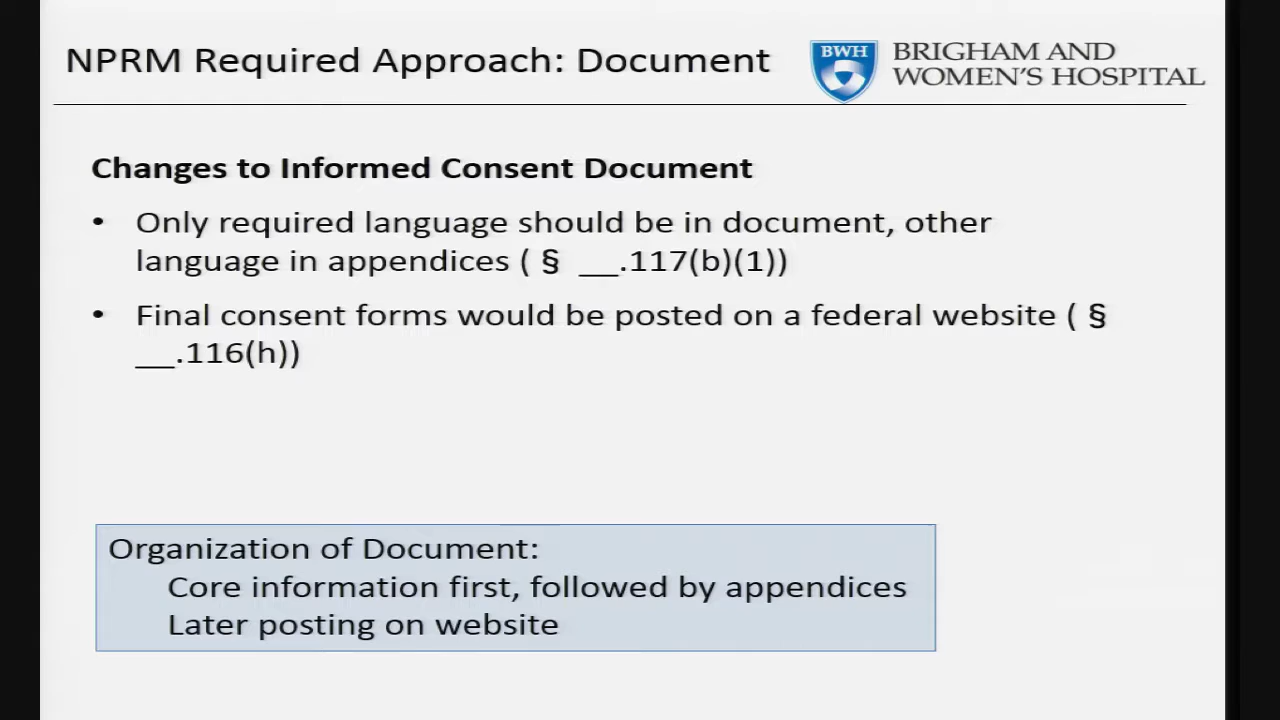 NPRM Required Approach: Document
BWH
BRIGHAM AND
WOMEN'S HOSPITAL
Changes to Informed Consent Document
• Only required language should be in document, other
language in appendices ( § __.117(b)(1))
• Final consent forms would be posted on a federal website ( §
__.116(h))
Organization of Document:
Core information first, followed by appendices
Later posting on website